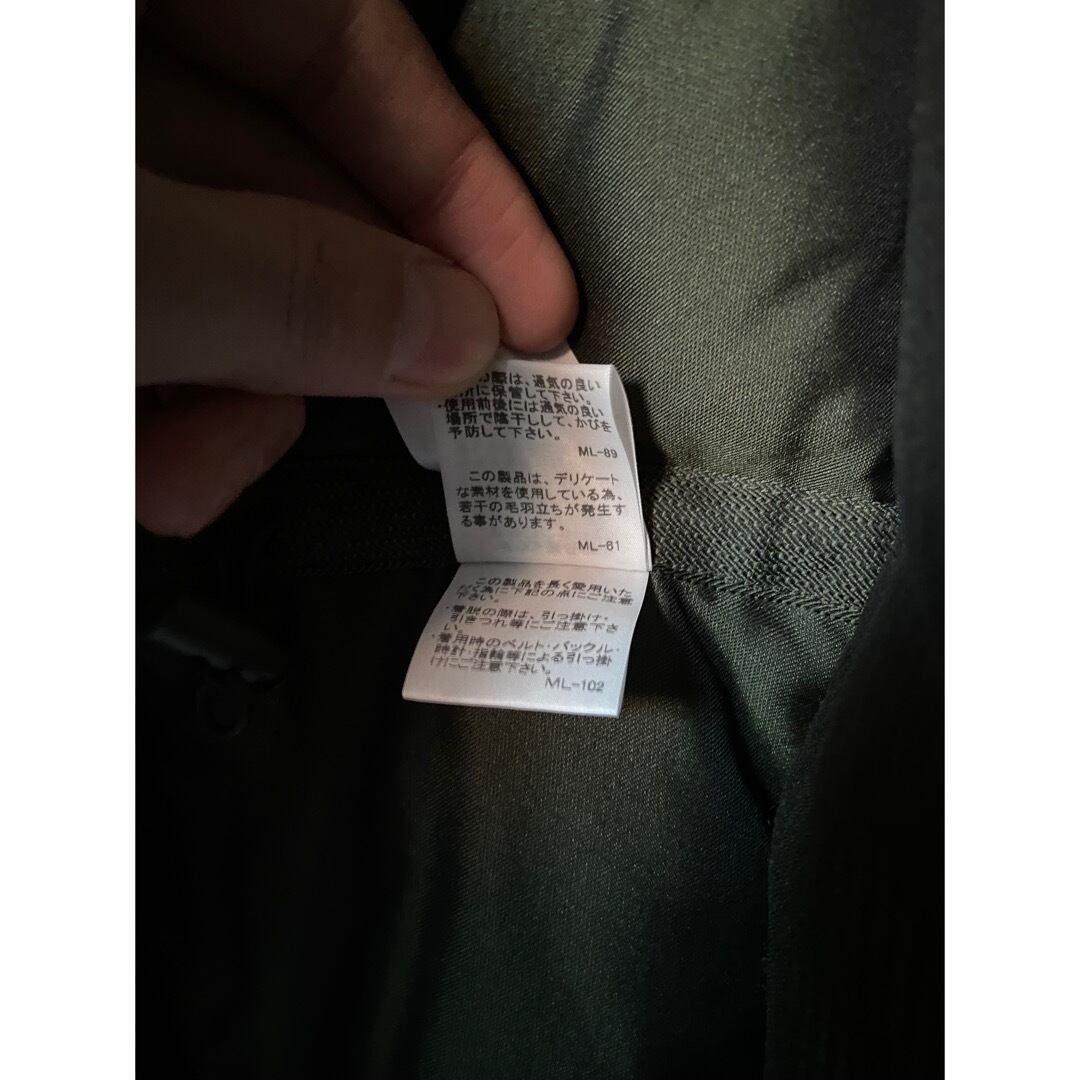 の際は、通気の良い
所に保管して下さい。
・使用前後には通気の良い
場所で陰干しして、かびを
予防して下さい。
ML-89
この製品は、デリケート
な素材を使用している為、
若干の毛羽立ちが発生す
る事があります。
ML-61
この製品を長く愛用いた
だく為に下記の点にご注意
下さい。
・着脱の際は、引っ掛け・
引きつれ等にご注意下さ
い。
・着用時のベルト・バックル・
時計・指輪等による引っ掛
けにご注意下さい。
ML-102